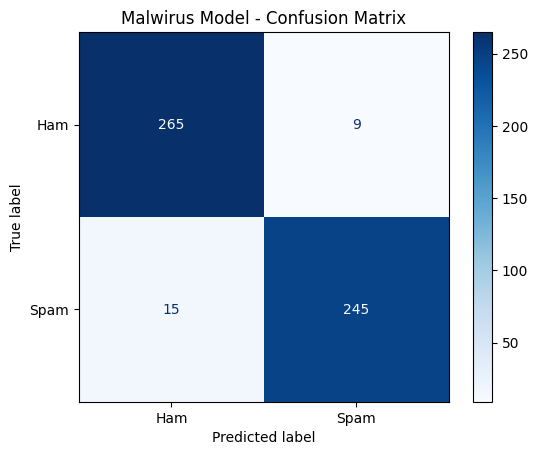 Malwirus Model - Confusion Matrix
True label
Ham
265
9
Spam
15
245
Ham
Spam
Predicted label
250
200
150
100
50